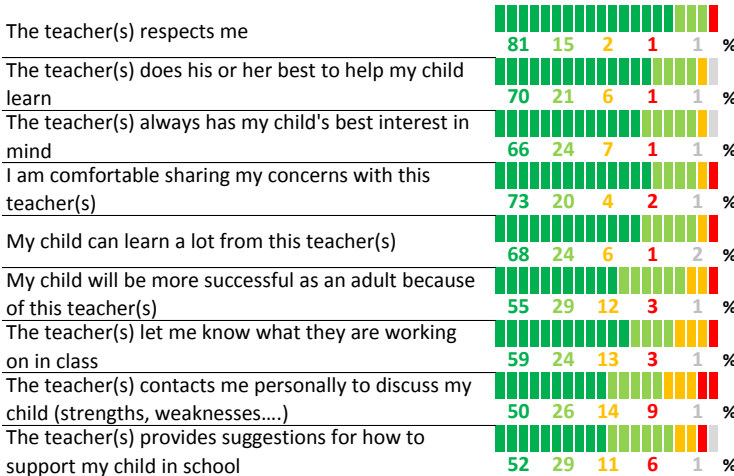 The teacher(s) respects me
81 15 2 1 1 %
The teacher(s) does his or her best to help my child
learn
70 21 6 1 1 %
The teacher(s) always has my child's best interest in
mind
66 24 7 1 1 %
I am comfortable sharing my concerns with this
teacher(s)
73 20 4 2 1 %
My child can learn a lot from this teacher(s)
68 24 6 1 2 %
My child will be more successful as an adult because
of this teacher(s)
55 29 12 3 1 %
The teacher(s) let me know what they are working
on in class
59 24 13 3 1 %
The teacher(s) contacts me personally to discuss my
child (strengths, weaknesses....)
50 26 14 9 1 %
The teacher(s) provides suggestions for how to
support my child in school
52 29 11 6 1 %